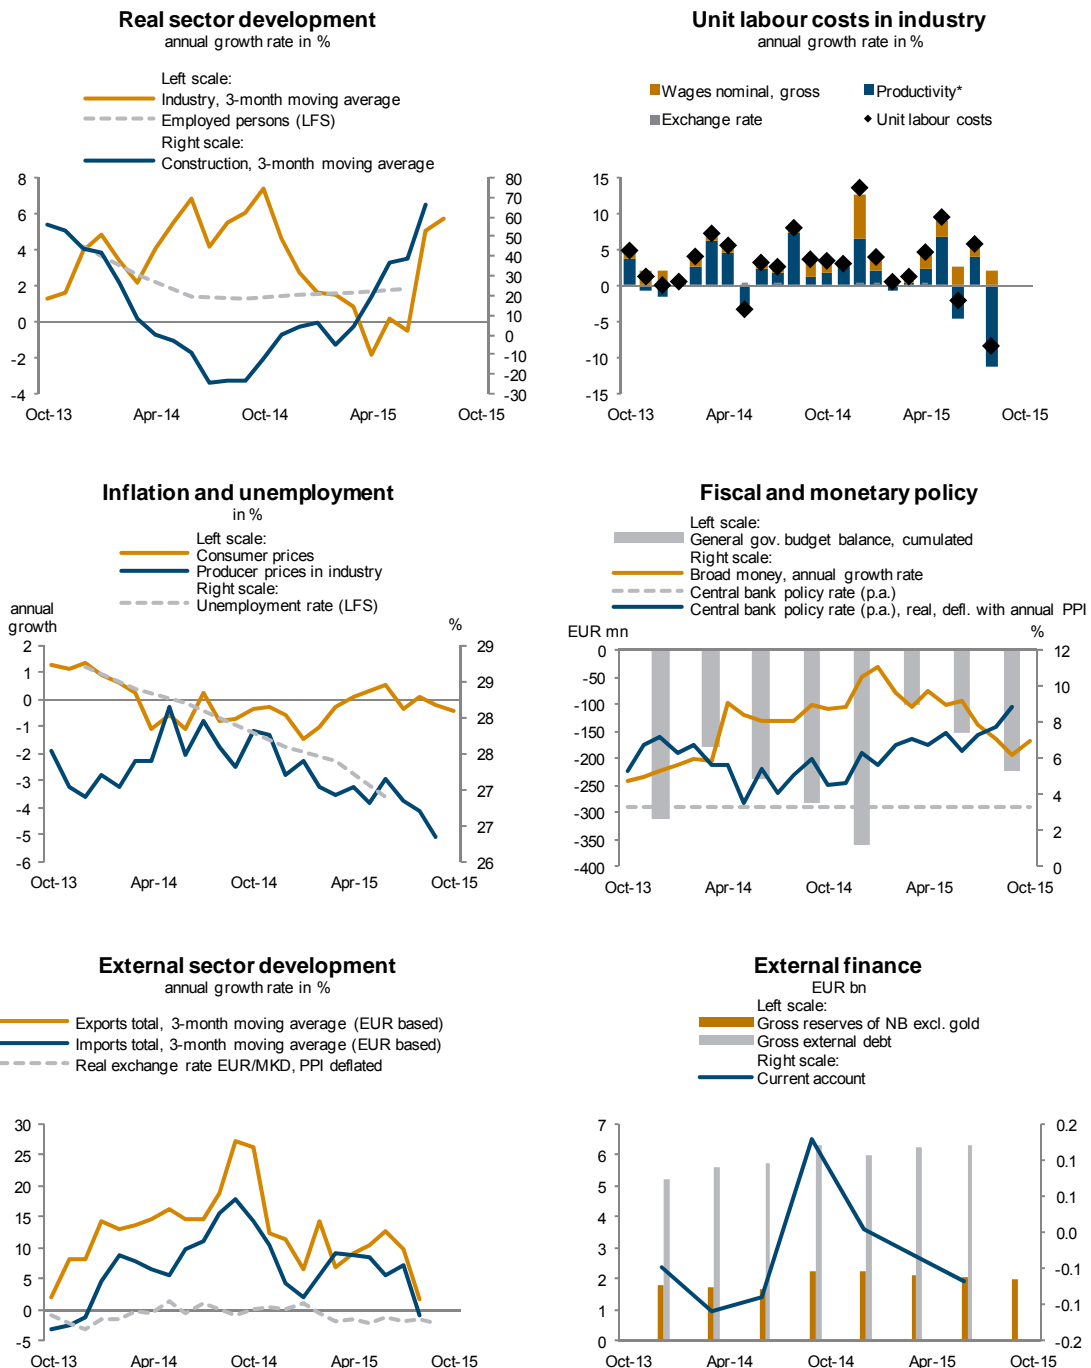 Real sector development
annual growth rate in %
Left scale:
Industry, 3-month moving average
Employed persons (LFS)
Right scale:
Construction, 3-month moving average
8
6
4
2
0
-2
-4
80
70
60
50
40
30
20
10
0
-10
-20
-30
Oct-13 Apr-14 Oct-14 Apr-15 Oct-15
Unit labour costs in industry
annual growth rate in %
Wages nominal, gross Productivity*
Exchange rate Unit labour costs
15
10
5
0
-5
-10
-15
Oct-13 Apr-14 Oct-14 Apr-15 Oct-15
Inflation and unemployment
in %
Left scale:
Consumer prices
Producer prices in industry
Right scale:
Unemployment rate (LFS)
annual
growth
%
2
1
0
-1
-2
-3
-4
-5
-6
29
29
28
28
27
27
26
Oct-13 Apr-14 Oct-14 Apr-15 Oct-15
Fiscal and monetary policy
Left scale:
General gov. budget balance, cumulated
Right scale:
Broad money, annual growth rate
Central bank policy rate (p.a.)
Central bank policy rate (p.a.), real, defl. with annual PPI
EUR mn %
0
-50
-100
-150
-200
-250
-300
-350
-400
12
10
8
6
4
2
0
Oct-13 Apr-14 Oct-14 Apr-15 Oct-15
External sector development
annual growth rate in %
Exports total, 3-month moving average (EUR based)
Imports total, 3-month moving average (EUR based)
Real exchange rate EUR/MKD, PPI deflated
30
25
20
15
10
5
0
-5
Oct-13 Apr-14 Oct-14 Apr-15 Oct-15
External finance
EUR bn
Left scale:
Gross reserves of NB excl. gold
Gross external debt
Right scale:
Current account
7
6
5
4
3
2
1
0
0.2
0.1
0.1
0.0
-0.1
-0.1
-0.2
Oct-13 Apr-14 Oct-14 Apr-15 Oct-15